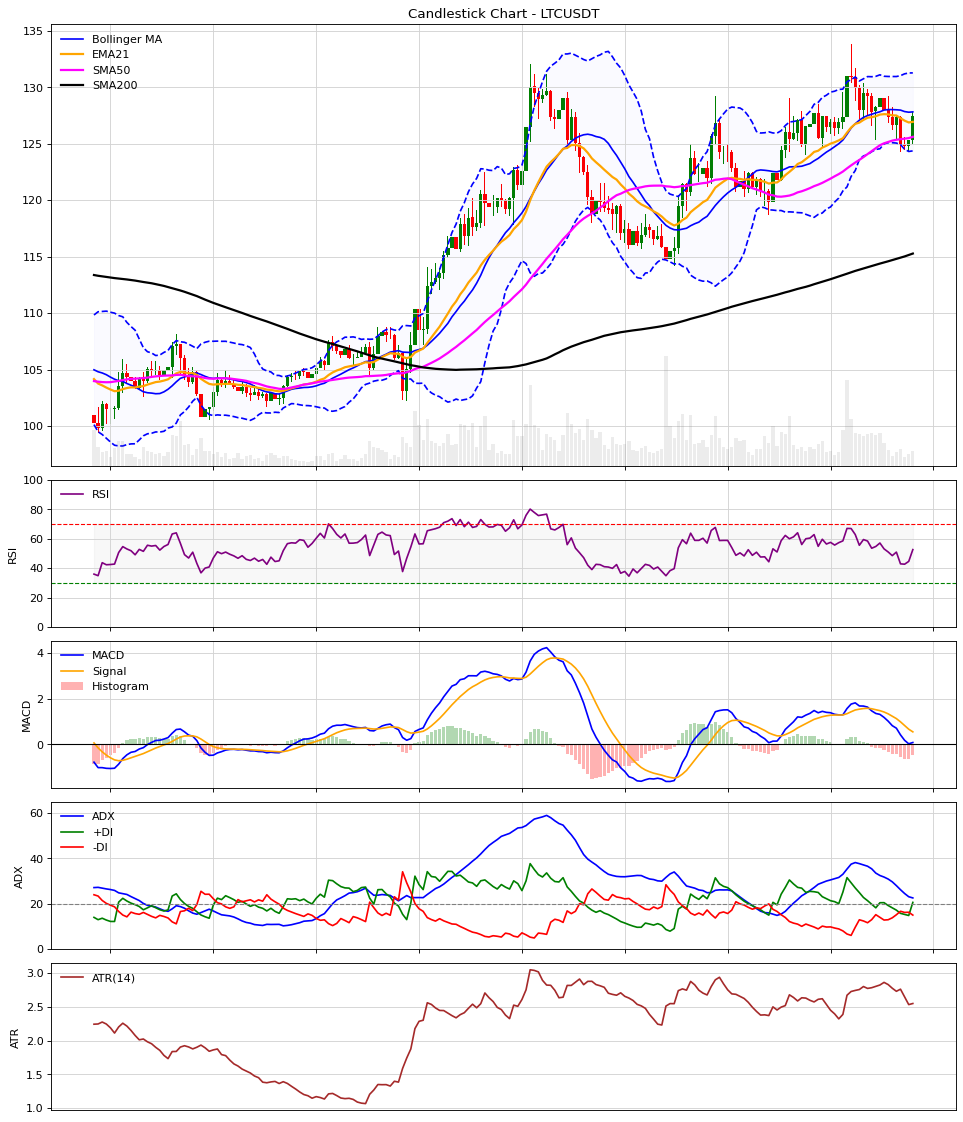 Candlestick Chart - LTCUSDT
135
130
125
120
115
110
105
100
Bollinger MA
EMA21
SMA50
SMA200
100
80
60
40
20
0
RSI
RSI
4
2
0
MACD
MACD
Signal
Histogram
60
40
20
0
ADX
ADX
+DI
-DI
3.0
2.5
2.0
1.5
1.0
ATR
ATR(14)